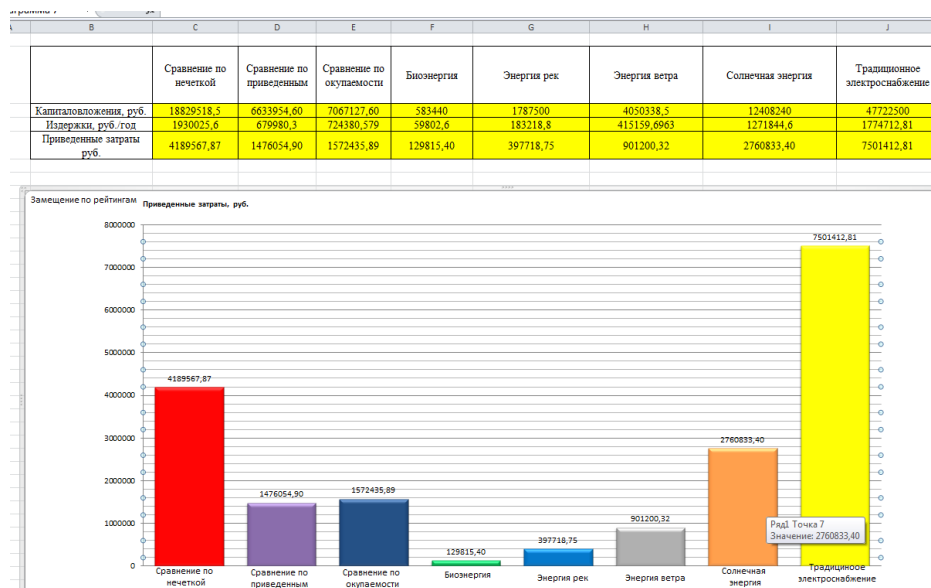 B C D E F G H I J
Сравнение по нечеткой
Сравнение по приведенным
Сравнение по окупаемости
Биоэнергия
Энергия рек
Энергия ветра
Солнечная энергия
Традиционное электроснабжение
Капиталовложения, руб. 18829518,5 6633954,60 7067127,60 583440 1787500 4050338,5 12408240 47722500
Издержки, руб./год 1930025,6 679980,3 724380,579 59802,6 183218,8 415159,6963 1271844,6 1774712,81
Приведенные затраты руб. 4189567,87 1476054,90 1572435,89 129815,40 397718,75 901200,32 2760833,40 7501412,81
Замещение по рейтингам
Приведенные затраты, руб.
8000000
7000000
6000000
5000000
4000000
3000000
2000000
1000000
0
4189567,87
1476054,90
1572435,89
129815,40
397718,75
901200,32
2760833,40
7501412,81
Ряд1 Точка 7
Значение: 2760833,40
Сравнение по нечеткой
Сравнение по приведенным
Сравнение по окупаемости
Биоэнергия
Энергия рек
Энергия ветра
Солнечная энергия
Традициноое электроснабжение